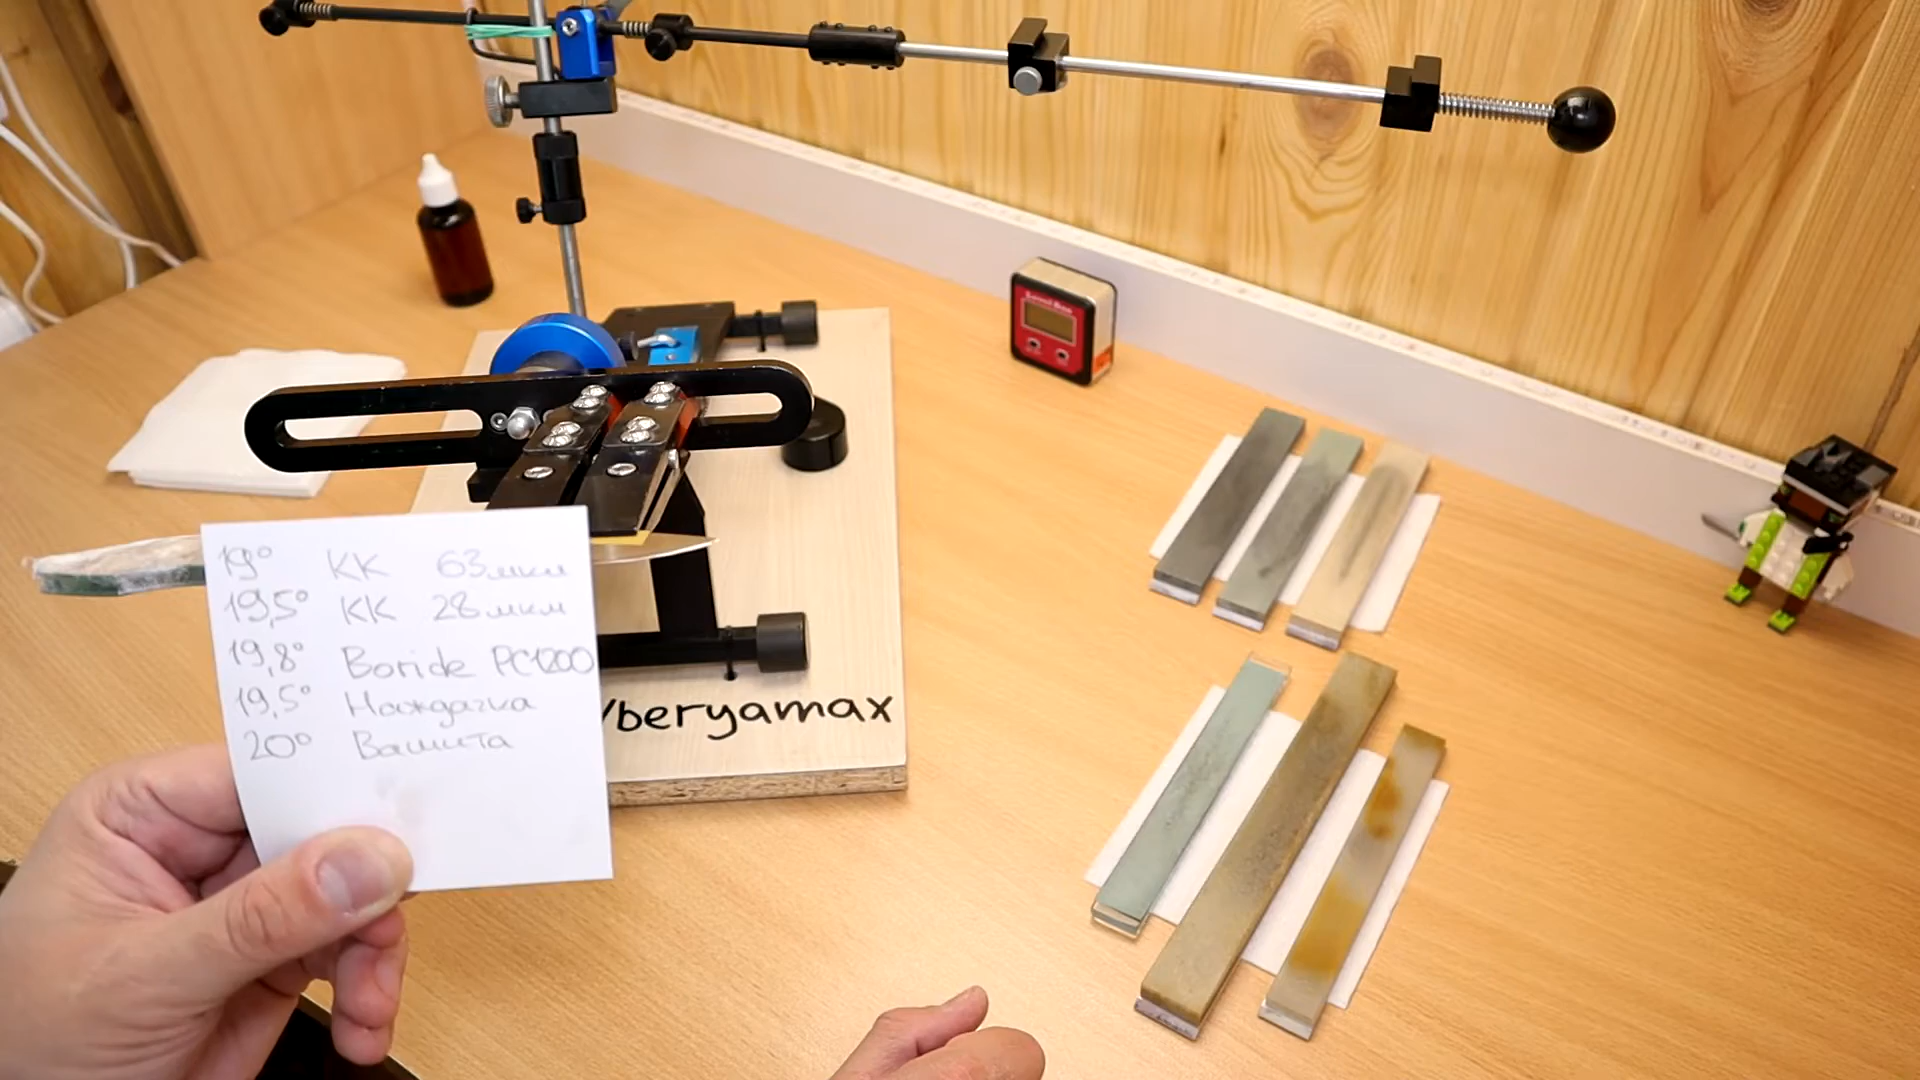 19° КК 63мкм
19,5° КК 28мкм
19,8° Boride PC1200
19,5° Наждачка
20° Вашита
/beryamax